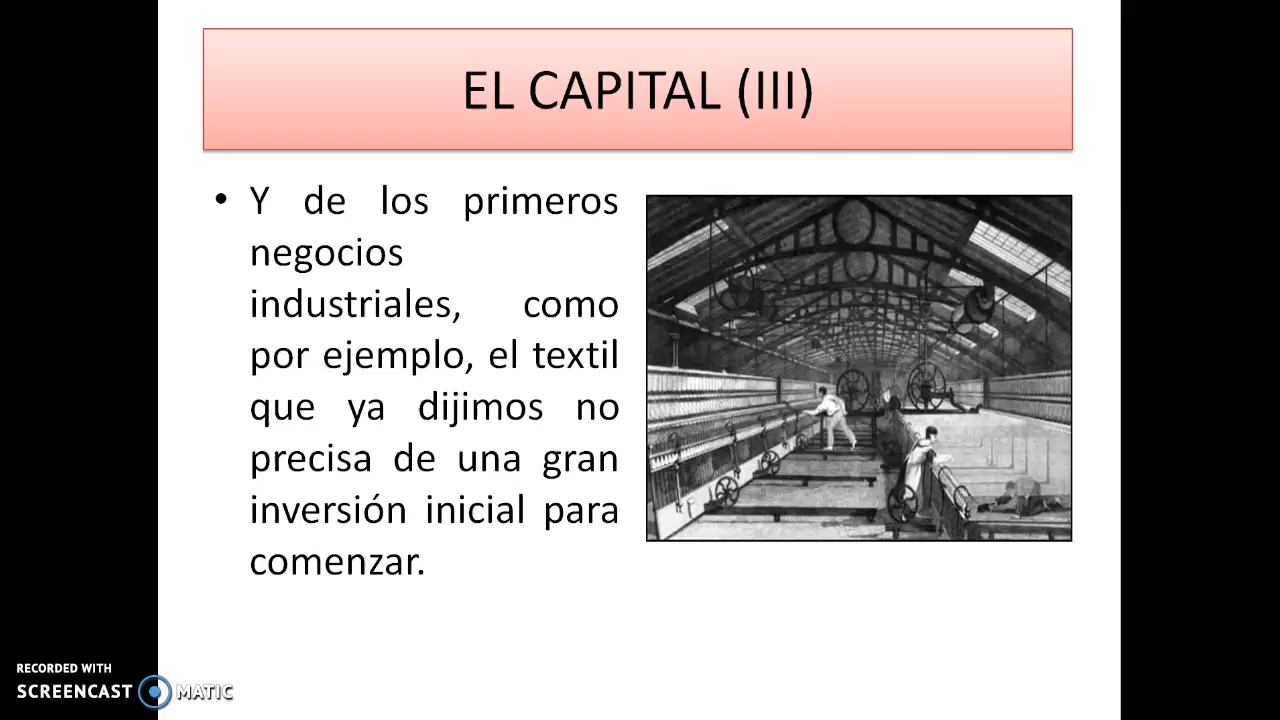 EL CAPITAL (III)
• Y de los primeros
negocios
industriales, como
por ejemplo, el textil
que ya dijimos no
precisa de una gran
inversión inicial para
comenzar.
RECORDED WITH
SCREENCAST MATIC